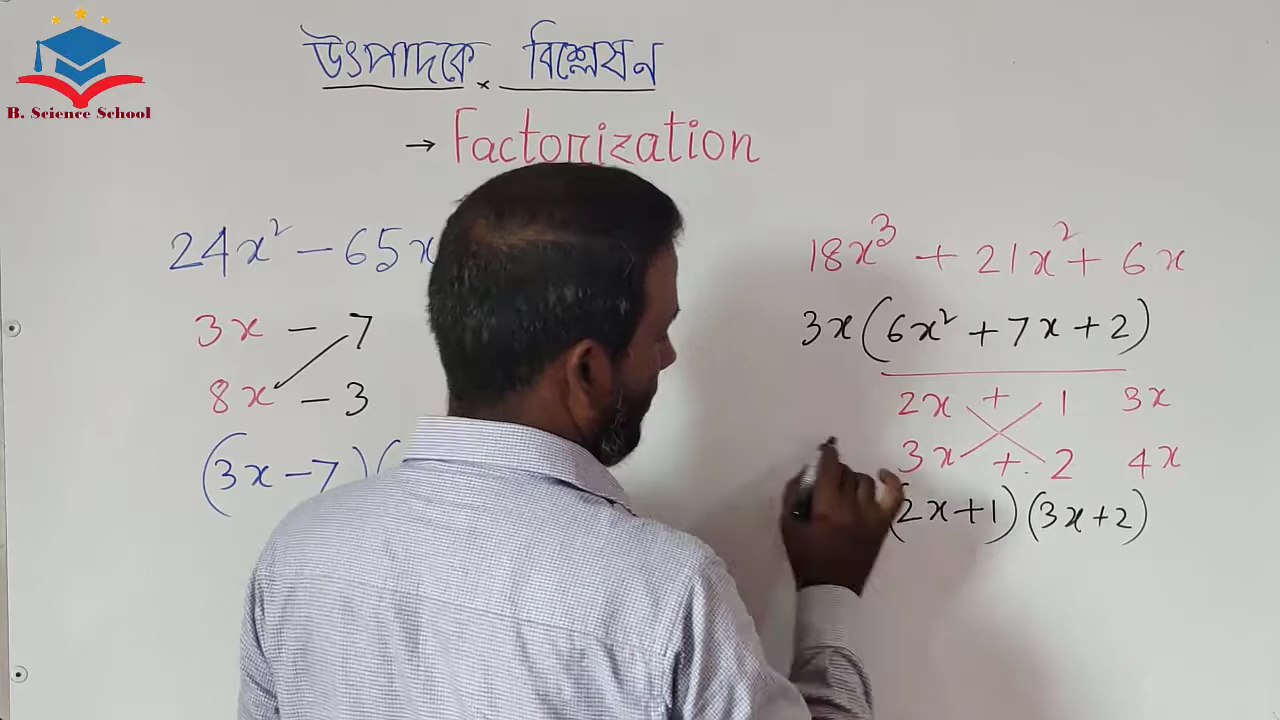 B. Science School
উৎপাদকে × বিশ্লেষন
→ Factorization
24x² - 65x
3x - 7
8x - 3
(3x - 7)(
18x³ + 21x² + 6x
3x(6x² + 7x + 2)
2x + 1 3x
3x + 2 4x
(2x+1)(3x+2)